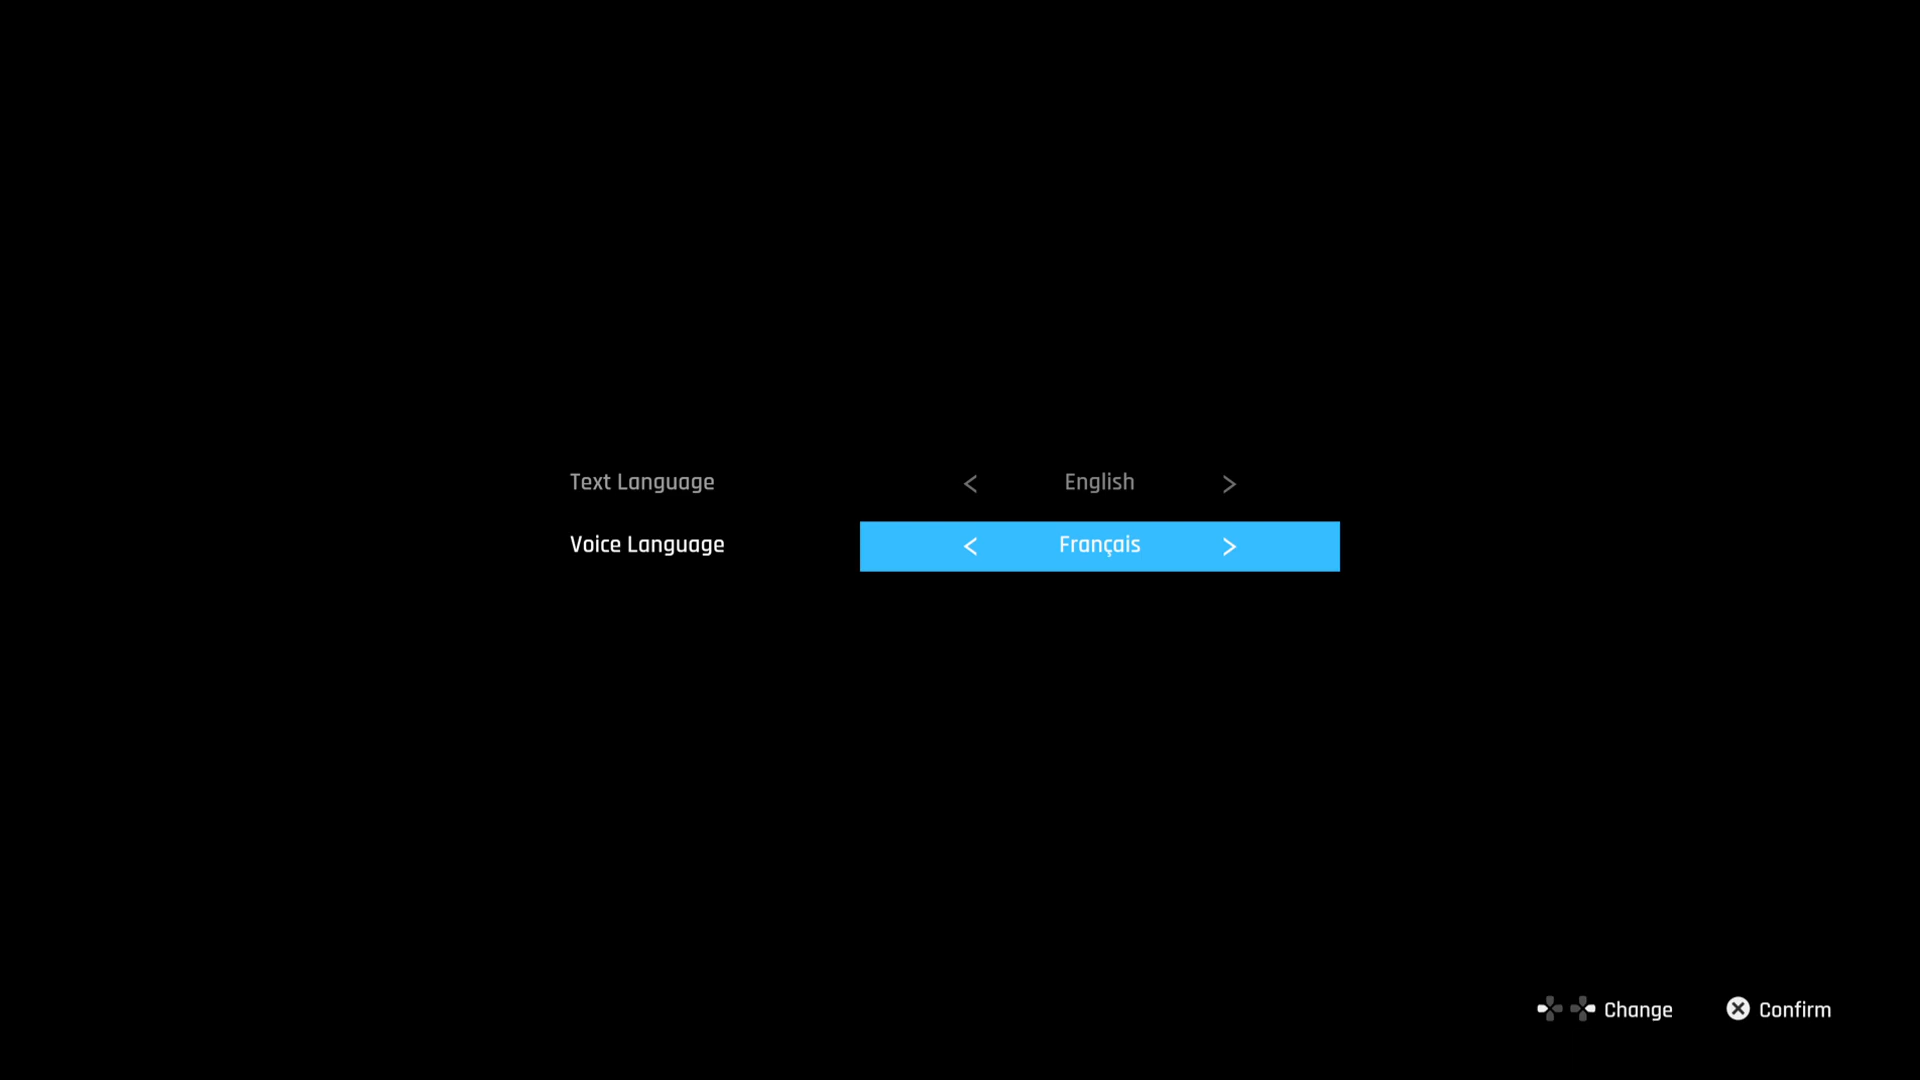 Text Language < English >
Voice Language < Français >
Change Confirm